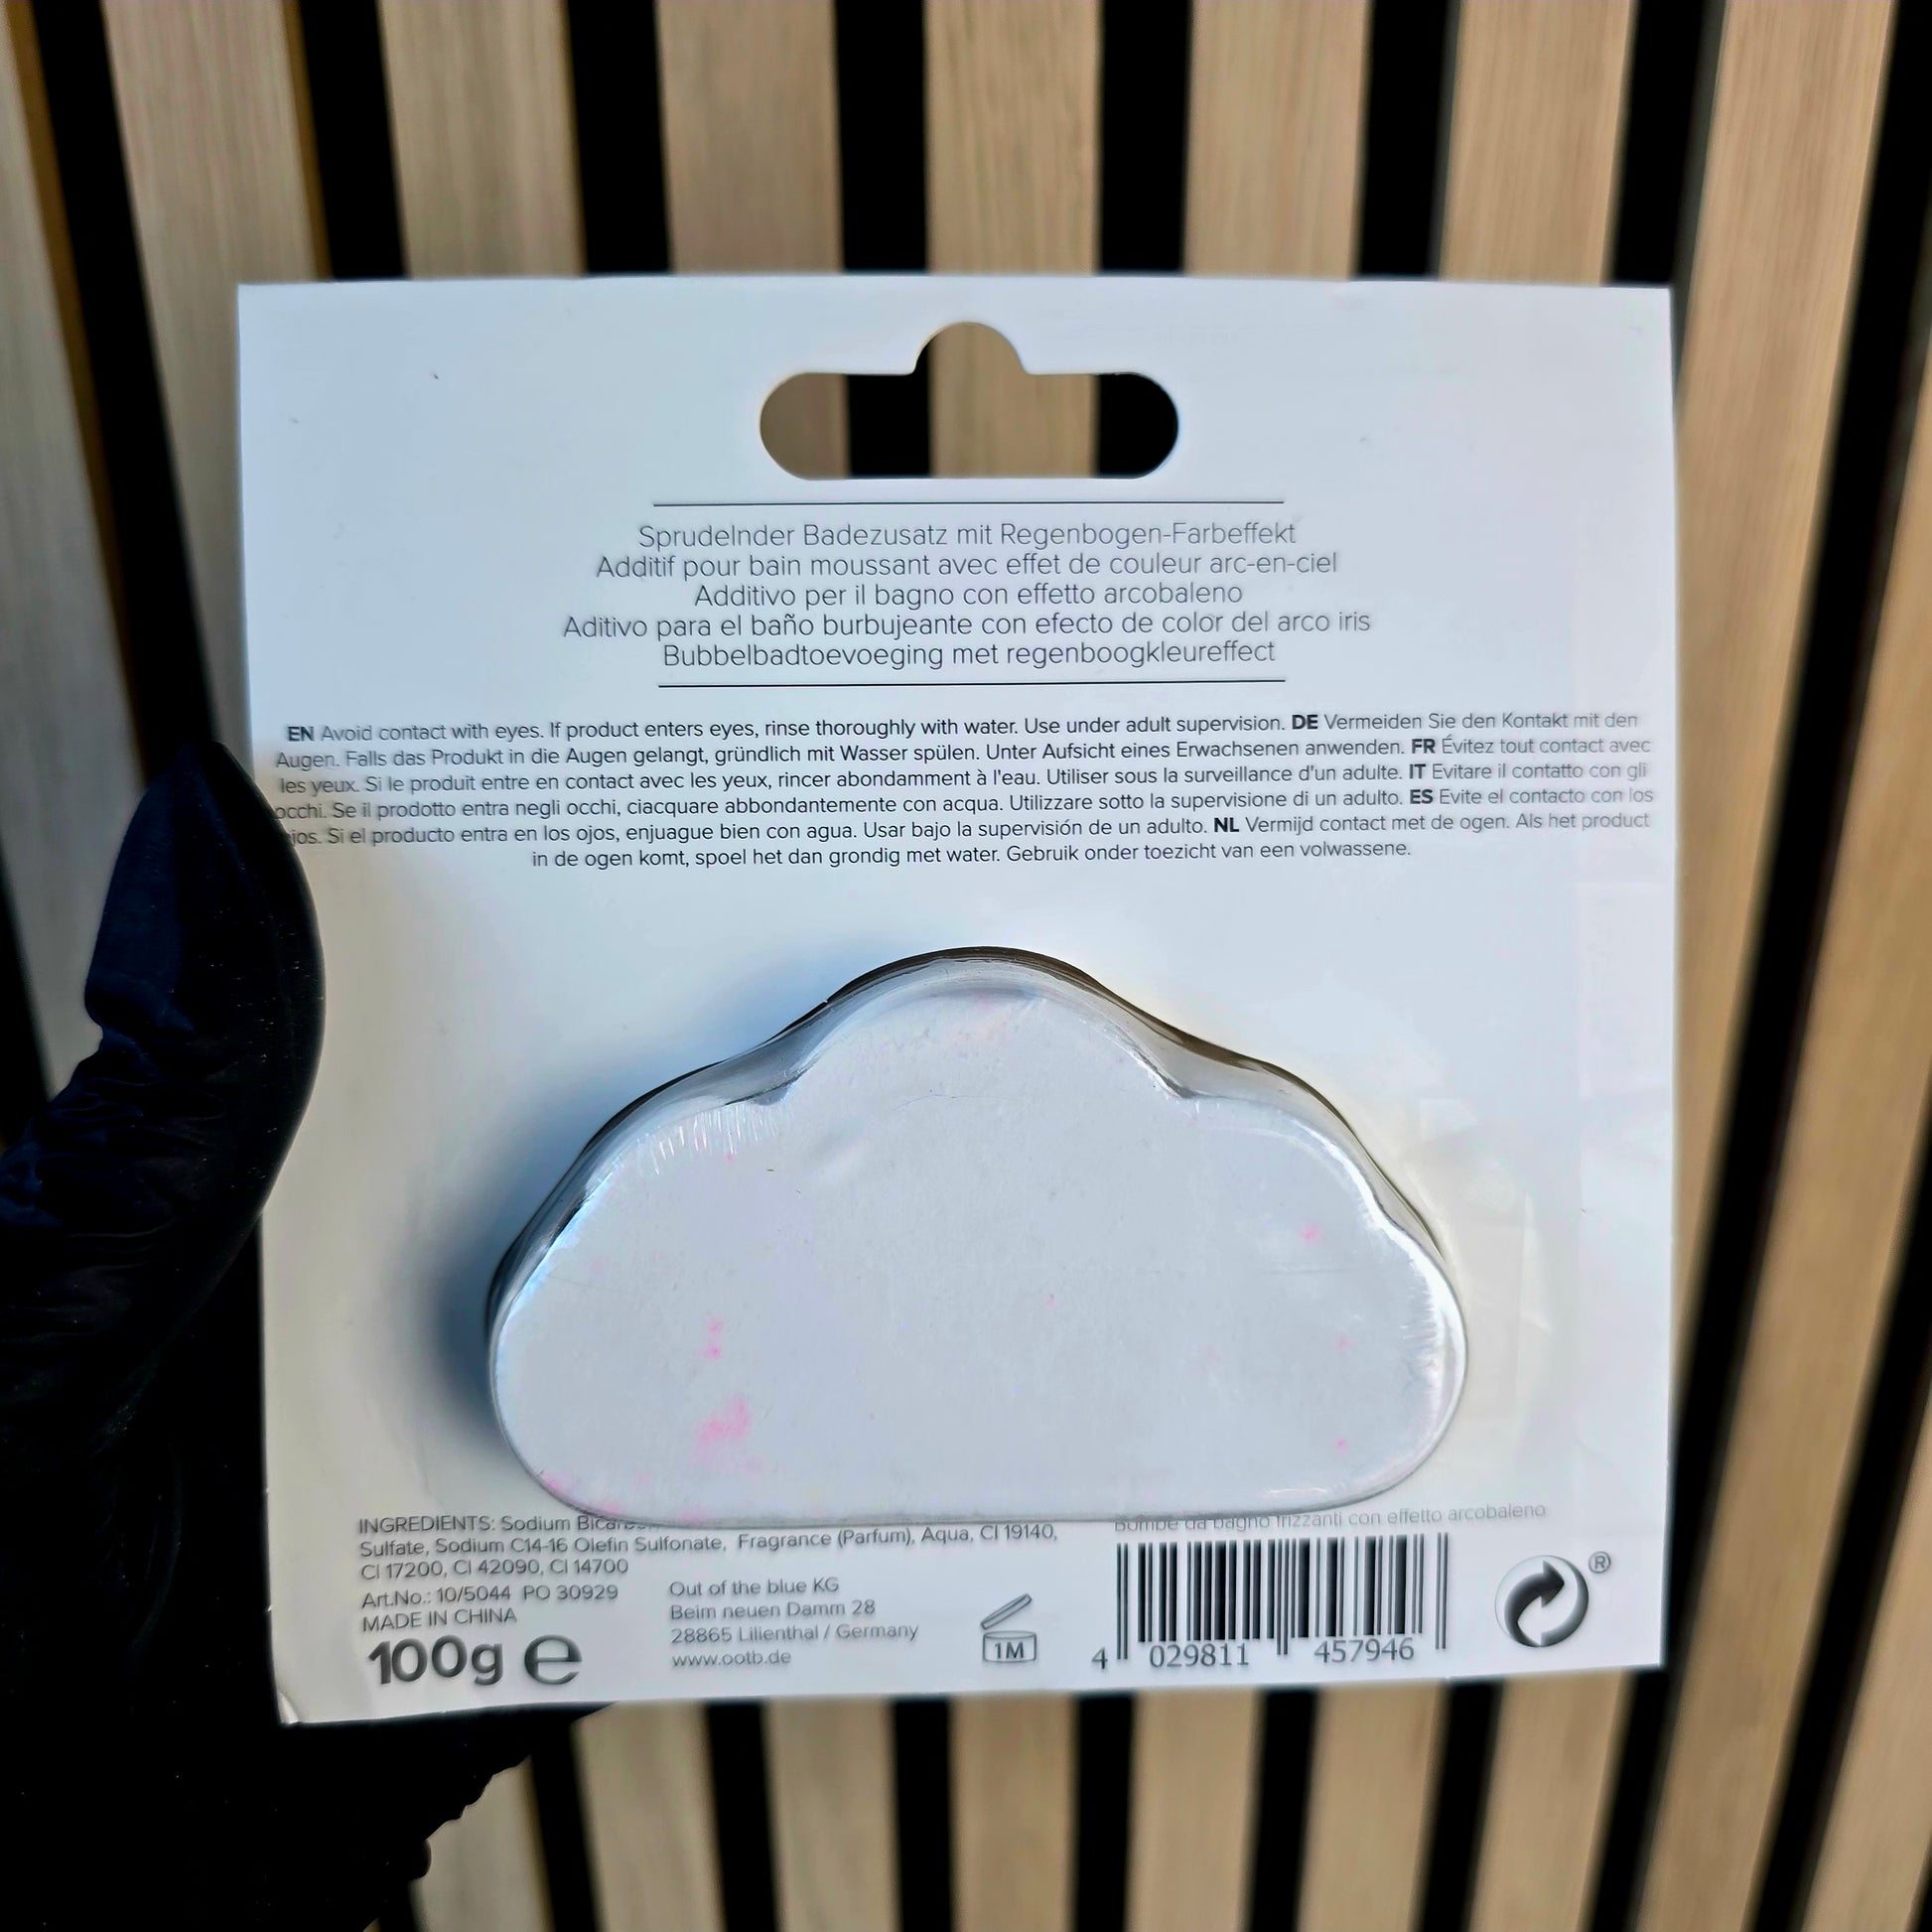 Sprudelnder Badezusatz mit Regenbogen-Farbeffekt
Additif pour bain moussant avec effet de couleur arc-en-ciel
Additivo per il bagno con effetto arcobaleno
Aditivo para el baño burbujeante con efecto de color del arco iris
Bubbelbadtoevoeging met regenboogkleureffect
EN Avoid contact with eyes. If product enters eyes, rinse thoroughly with water. Use under adult supervision. DE Vermeiden Sie den Kontakt mit den
Augen. Falls das Produkt in die Augen gelangt, gründlich mit Wasser spülen. Unter Aufsicht eines Erwachsenen anwenden. FR Évitez tout contact avec
les yeux. Si le produit entre en contact avec les yeux, rincer abondamment à l'eau. Utiliser sous la surveillance d'un adulte. IT Evitare il contatto con gli
occhi. Se il prodotto entra negli occhi, ciacquare abbondantemente con acqua. Utilizzare sotto la supervisione di un adulto. ES Evite el contacto con los
ojos. Si el producto entra en los ojos, enjuague bien con agua. Usar bajo la supervisión de un adulto. NL Vermijd contact met de ogen. Als het product
in de ogen komt, spoel het dan grondig met water. Gebruik onder toezicht van een volwassene.
INGREDIENTS: Sodium
Sulfate, Sodium C14-16 Olefin Sulfonate, Fragrance (Parfum), Aqua, CI 19140,
CI 17200, CI 42090, CI 14700
Art.No.: 10/5044 PO 30929
MADE IN CHINA
100g e
Out of the blue KG
Beim neuen Damm 28
28865 Lilienthal / Germany
www.ootb.de
1M
Bombe da bagno frizzanti con effetto arcobaleno
4 029811 457946
®